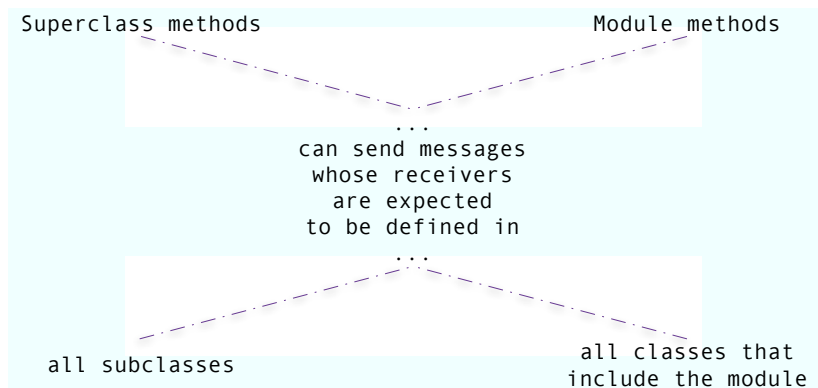 Superclass methods
Module methods
...
can send messages
whose receivers
are expected
to be defined in
...
all subclasses
all classes that
include the module